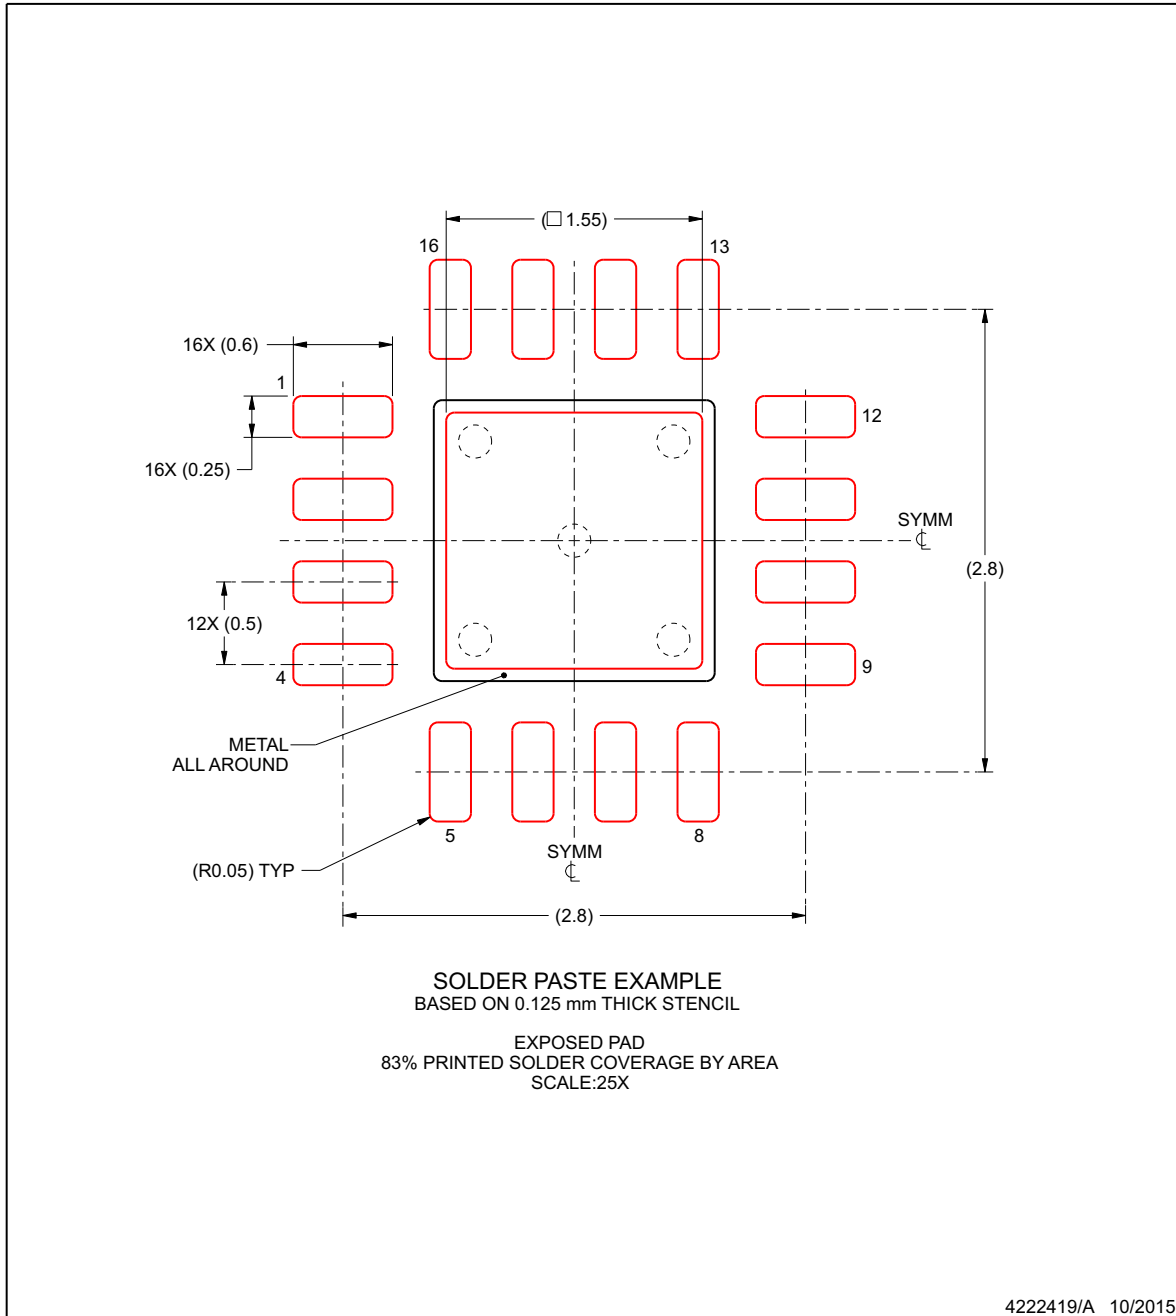 (□ 1.55)
16
13
16X (0.6)
1
12
16X (0.25)
SYMM
℄
(2.8)
12X (0.5)
4
9
METAL
ALL AROUND
5
8
SYMM
℄
(R0.05) TYP
(2.8)
SOLDER PASTE EXAMPLE
BASED ON 0.125 mm THICK STENCIL
EXPOSED PAD
83% PRINTED SOLDER COVERAGE BY AREA
SCALE:25X
4222419/A 10/2015